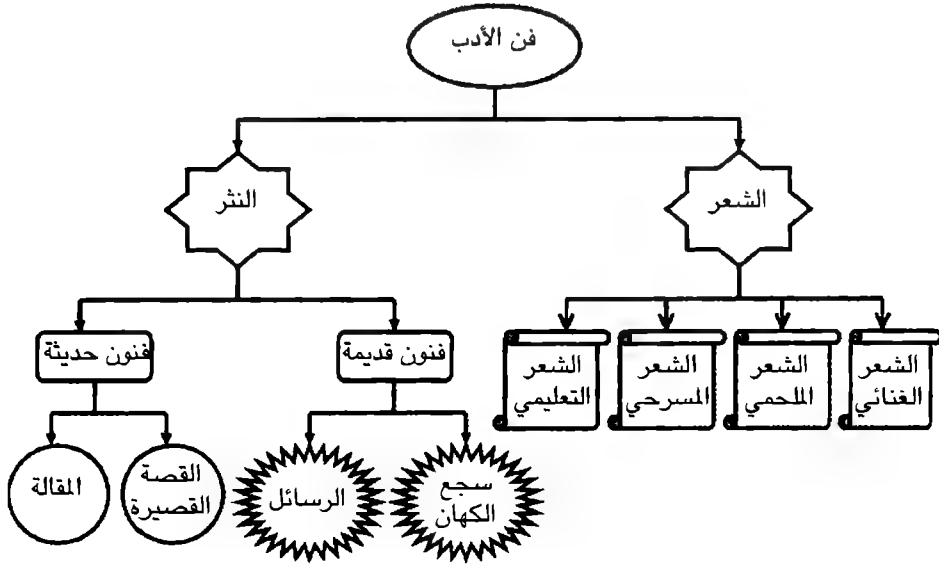 فن الأدب
الشعر
النثر
الشعر
الغنائي
الشعر
الملحمي
الشعر
المسرحي
الشعر
التعليمي
فنون قديمة
فنون حديثة
سجع
الكهان
الرسائل
القصة
القصيرة
المقالة